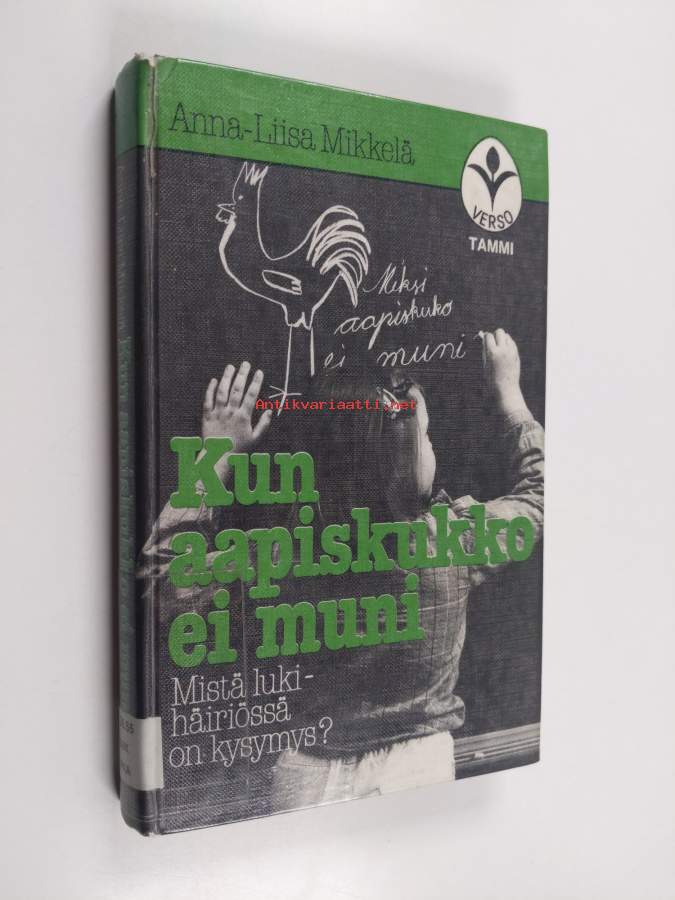 Anna-Liisa Mikkelä
VERSO
TAMMI
Miksi
aapiskuko
ei muni
Antikvariaatti.net
Kun
aapiskukko
ei muni
Mistä luki-
häiriössä
on kysymys?